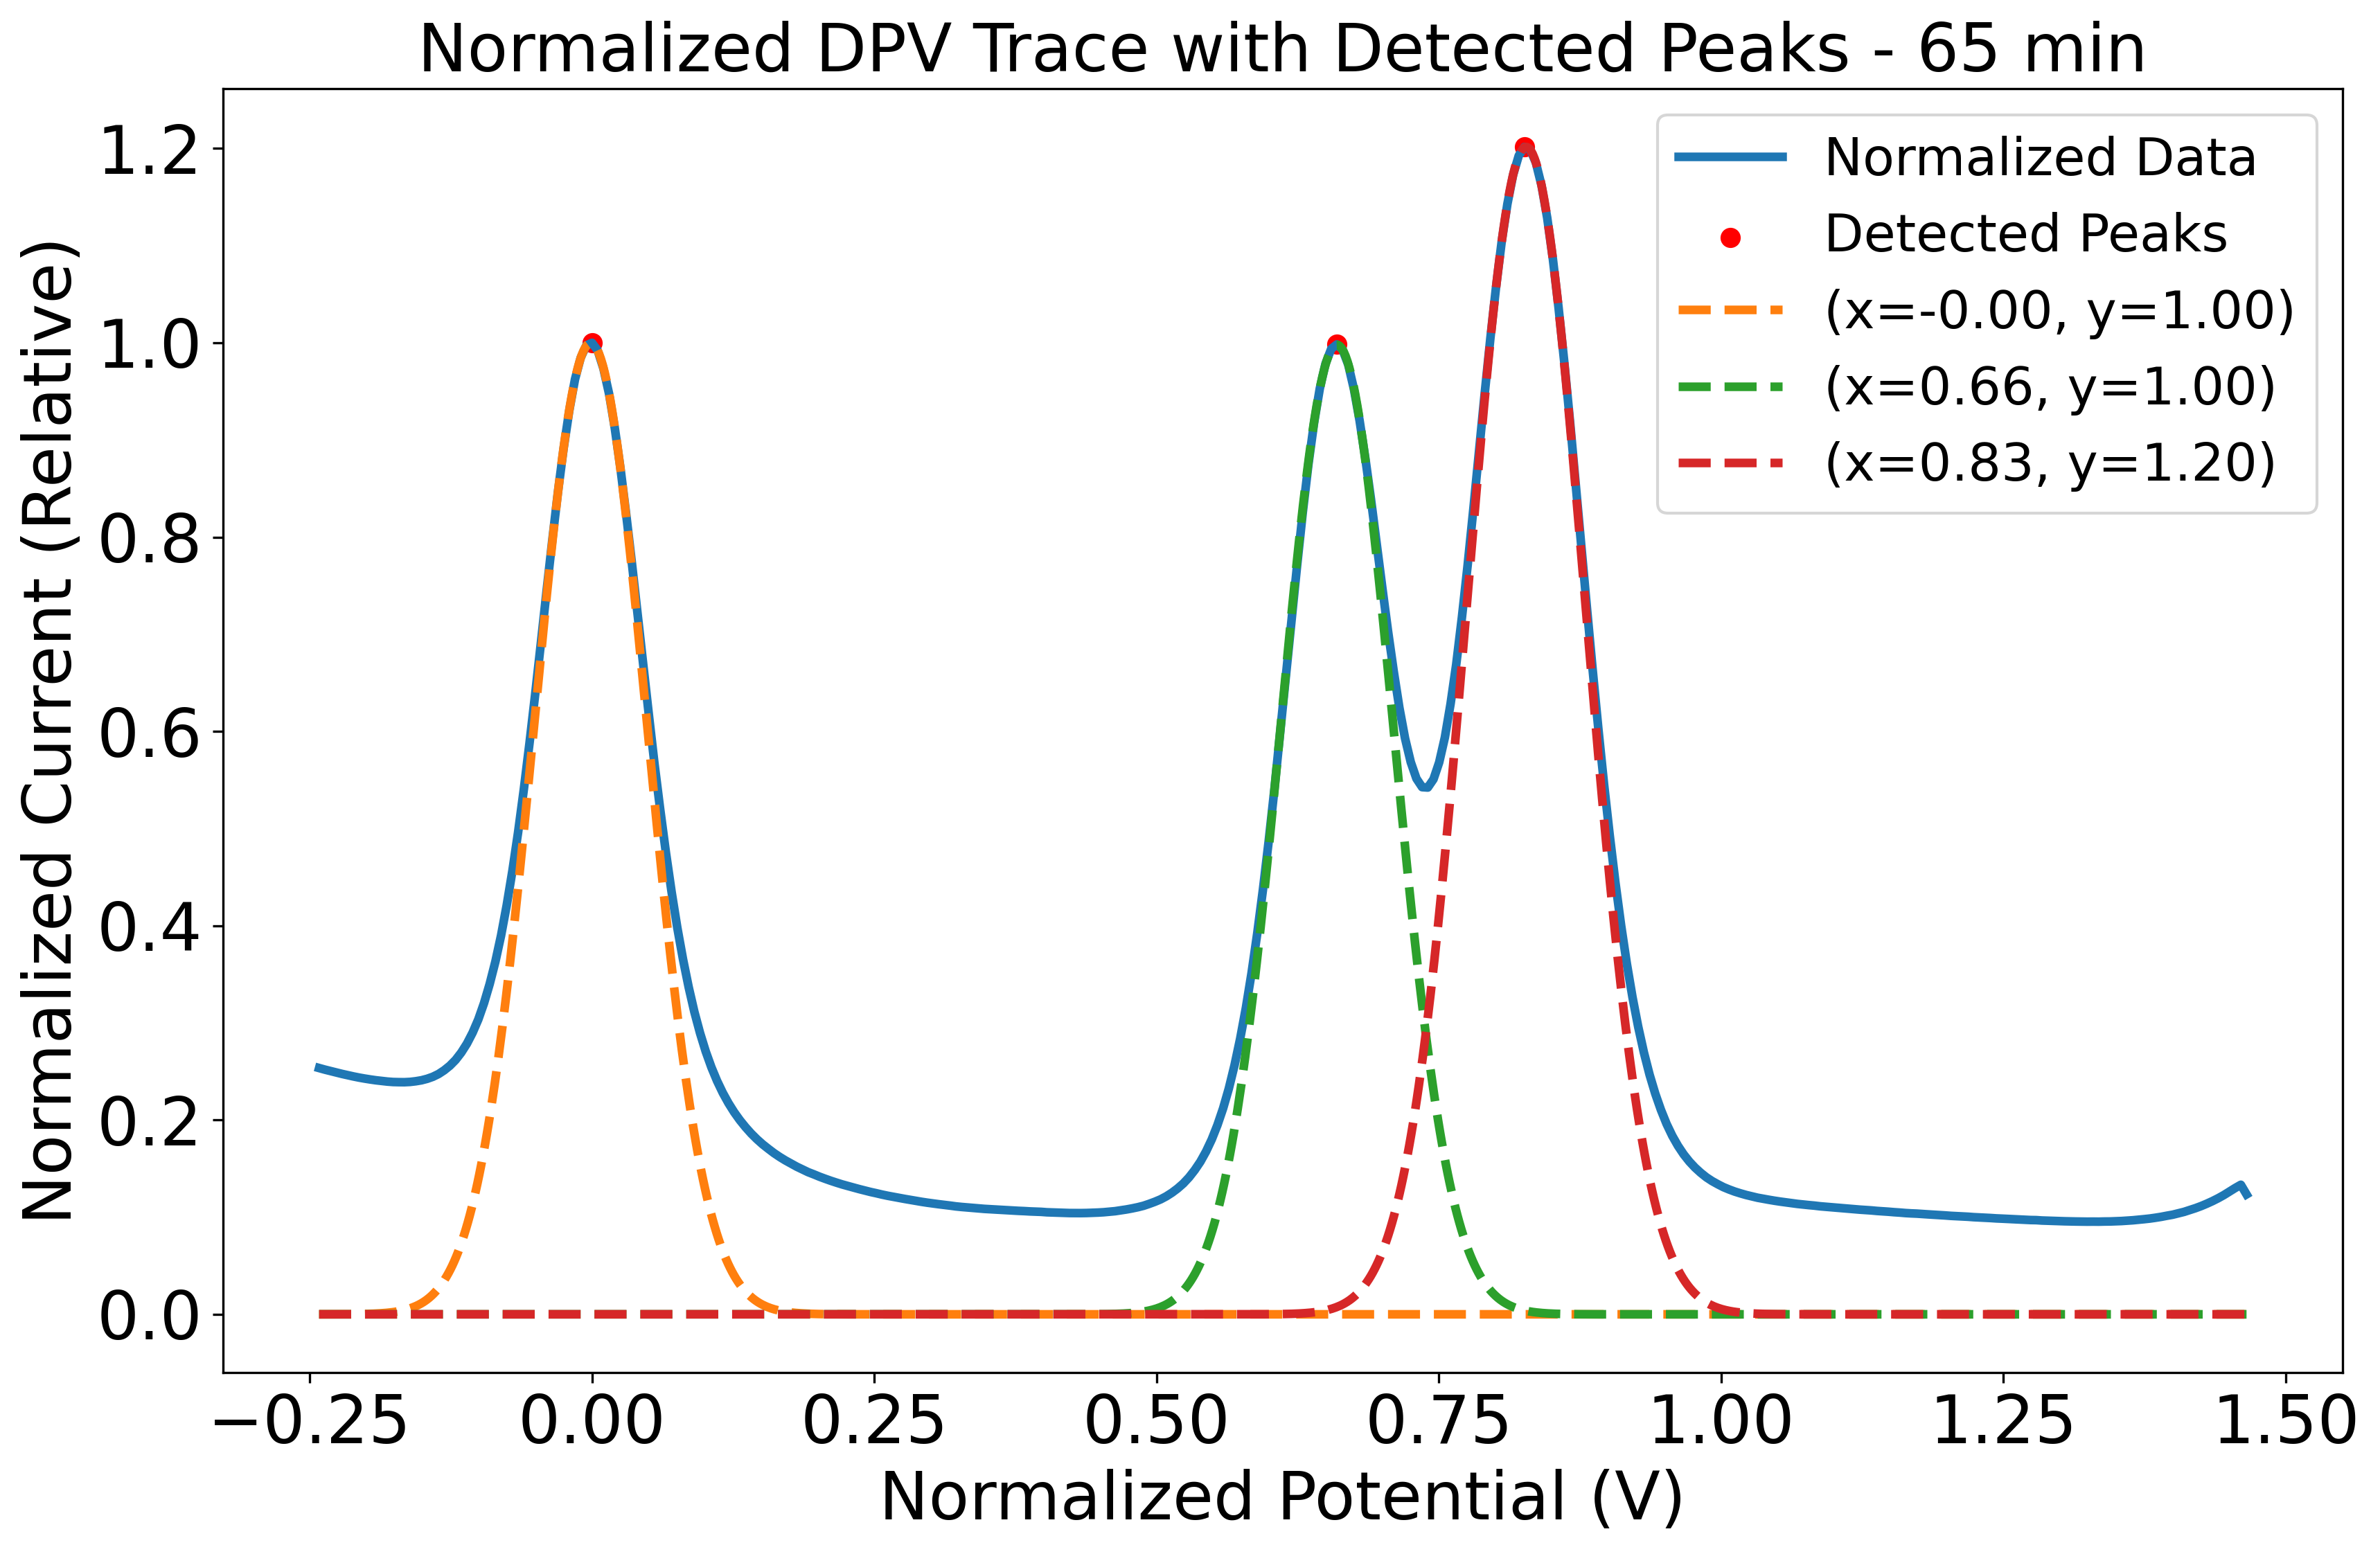 Normalized DPV Trace with Detected Peaks - 65 min
Normalized Current (Relative)
1.2
1.0
0.8
0.6
0.4
0.2
0.0
Normalized Data
Detected Peaks
(x=-0.00, y=1.00)
(x=0.66, y=1.00)
(x=0.83, y=1.20)
−0.25 0.00 0.25 0.50 0.75 1.00 1.25 1.50
Normalized Potential (V)